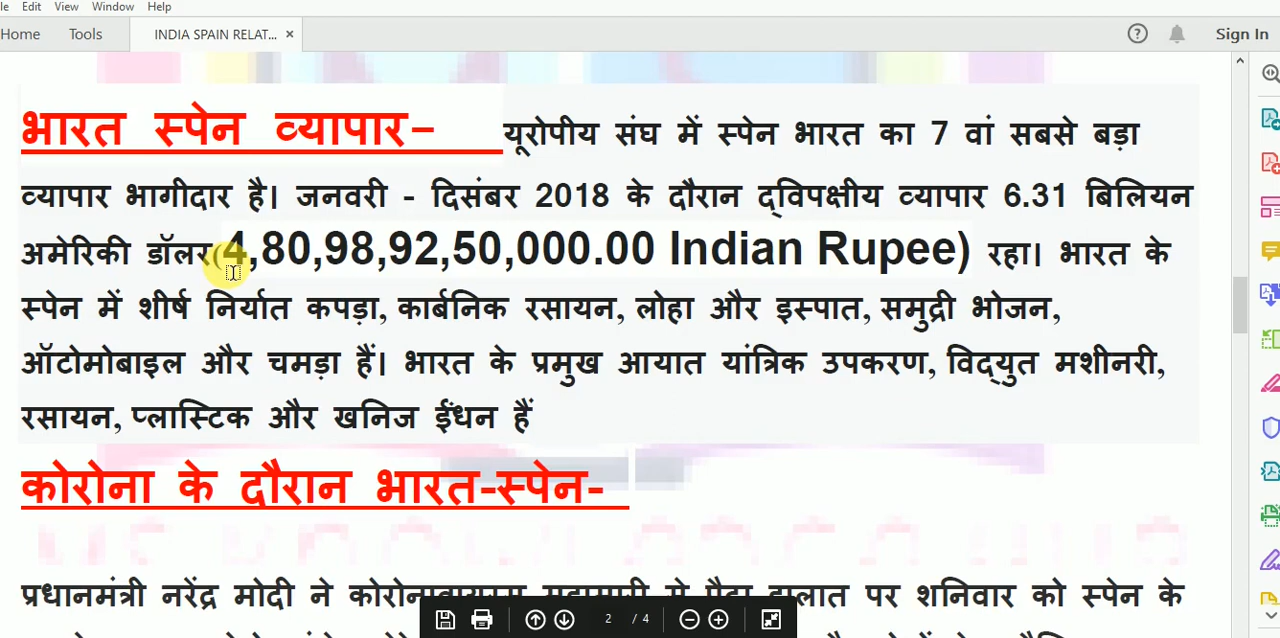 le Edit View Window Help
Home Tools INDIA SPAIN RELAT... × Sign In
भारत स्पेन व्यापार– यूरोपीय संघ में स्पेन भारत का 7 वां सबसे बड़ा
व्यापार भागीदार है। जनवरी - दिसंबर 2018 के दौरान द्विपक्षीय व्यापार 6.31 बिलियन
अमेरिकी डॉलर(4,80,98,92,50,000.00 Indian Rupee) रहा। भारत के
स्पेन में शीर्ष निर्यात कपड़ा, कार्बनिक रसायन, लोहा और इस्पात, समुद्री भोजन,
ऑटोमोबाइल और चमड़ा हैं। भारत के प्रमुख आयात यांत्रिक उपकरण, विद्युत मशीनरी,
रसायन, प्लास्टिक और खनिज ईंधन हैं
कोरोना के दौरान भारत-स्पेन-
प्रधानमंत्री नरेंद्र मोदी ने पर शनिवार को स्पेन के
2 / 4